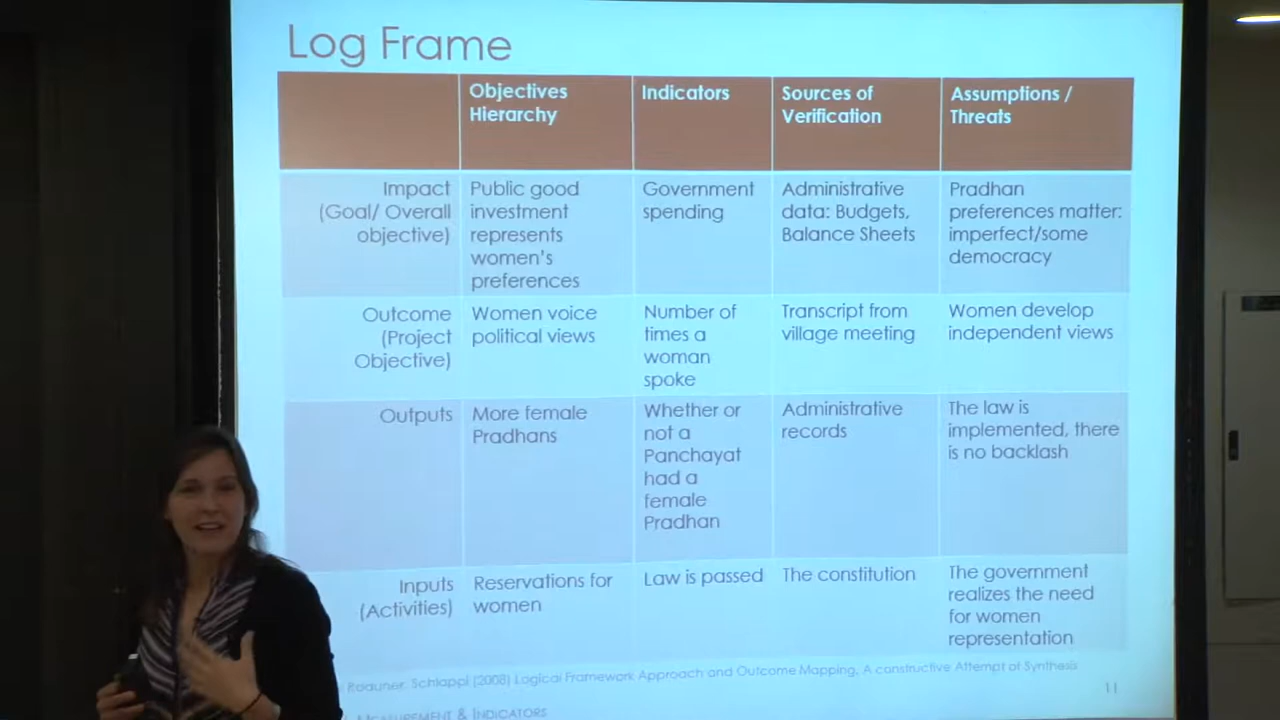 Log Frame
Objectives
Hierarchy
Indicators
Sources of
Verification
Assumptions /
Threats
Impact
(Goal/ Overall
objective)
Public good
investment
represents
women's
preferences
Government
spending
Administrative
data: Budgets,
Balance Sheets
Pradhan
preferences matter:
imperfect/some
democracy
Outcome
(Project
Objective)
Women voice
political views
Number of
times a
woman
spoke
Transcript from
village meeting
Women develop
independent views
Outputs
More female
Pradhans
Whether or
not a
Panchayat
had a
female
Pradhan
Administrative
records
The law is
implemented, there
is no backlash
Inputs
(Activities)
Reservations for
women
Law is passed
The constitution
The government
realizes the need
for women
representation
(2008) Logical Framework Approach and Outcome Mapping, A constructive Attempt of Synthesis
11
MEASUREMENT & INDICATORS